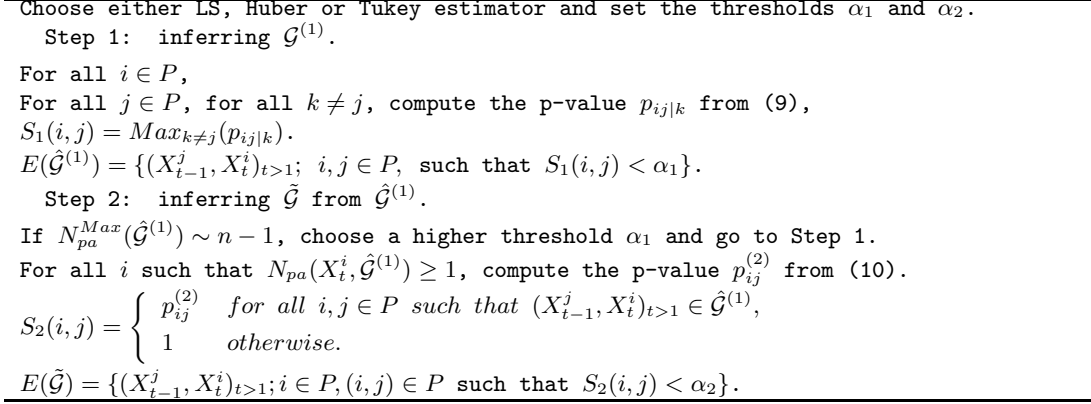 Choose either LS, Huber or Tukey estimator and set the thresholds α₁ and α₂.
Step 1: inferring 𝒢⁽¹⁾.
For all i ∈ P,
For all j ∈ P, for all k ≠ j, compute the p-value p_{ij|k} from (9),
S₁(i, j) = Max_{k≠j}(p_{ij|k}).
E(𝒢̂⁽¹⁾) = {(X^j_{t−1}, X^i_t)_{t>1}; i, j ∈ P, such that S₁(i, j) < α₁}.
Step 2: inferring 𝒢̃ from 𝒢̂⁽¹⁾.
If N^{Max}_{pa}(𝒢̂⁽¹⁾) ∼ n − 1, choose a higher threshold α₁ and go to Step 1.
For all i such that N_{pa}(X^i_t, 𝒢̂⁽¹⁾) ≥ 1, compute the p-value p^{(2)}_{ij} from (10).
S₂(i, j) = { p^{(2)}_{ij} for all i, j ∈ P such that (X^j_{t−1}, X^i_t)_{t>1} ∈ 𝒢̂⁽¹⁾,
1 otherwise.
E(𝒢̃) = {(X^j_{t−1}, X^i_t)_{t>1}; i ∈ P, (i, j) ∈ P such that S₂(i, j) < α₂}.